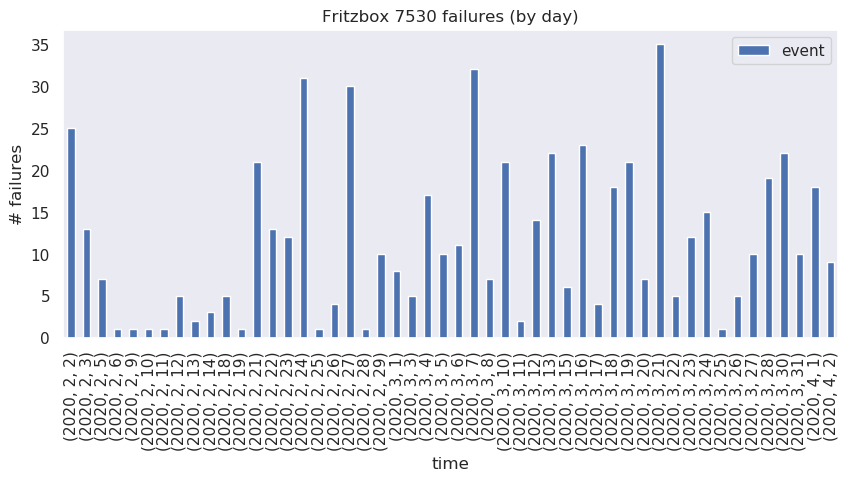 Fritzbox 7530 failures (by day)
event
# failures
35
30
25
20
15
10
5
0
(2020, 2, 2)
(2020, 2, 3)
(2020, 2, 5)
(2020, 2, 6)
(2020, 2, 9)
(2020, 2, 10)
(2020, 2, 11)
(2020, 2, 12)
(2020, 2, 13)
(2020, 2, 14)
(2020, 2, 18)
(2020, 2, 19)
(2020, 2, 21)
(2020, 2, 22)
(2020, 2, 23)
(2020, 2, 24)
(2020, 2, 25)
(2020, 2, 26)
(2020, 2, 27)
(2020, 2, 28)
(2020, 2, 29)
(2020, 3, 1)
(2020, 3, 3)
(2020, 3, 4)
(2020, 3, 5)
(2020, 3, 6)
(2020, 3, 7)
(2020, 3, 8)
(2020, 3, 10)
(2020, 3, 11)
(2020, 3, 12)
(2020, 3, 13)
(2020, 3, 15)
(2020, 3, 16)
(2020, 3, 17)
(2020, 3, 18)
(2020, 3, 19)
(2020, 3, 20)
(2020, 3, 21)
(2020, 3, 22)
(2020, 3, 23)
(2020, 3, 24)
(2020, 3, 25)
(2020, 3, 26)
(2020, 3, 27)
(2020, 3, 28)
(2020, 3, 30)
(2020, 3, 31)
(2020, 4, 1)
(2020, 4, 2)
time